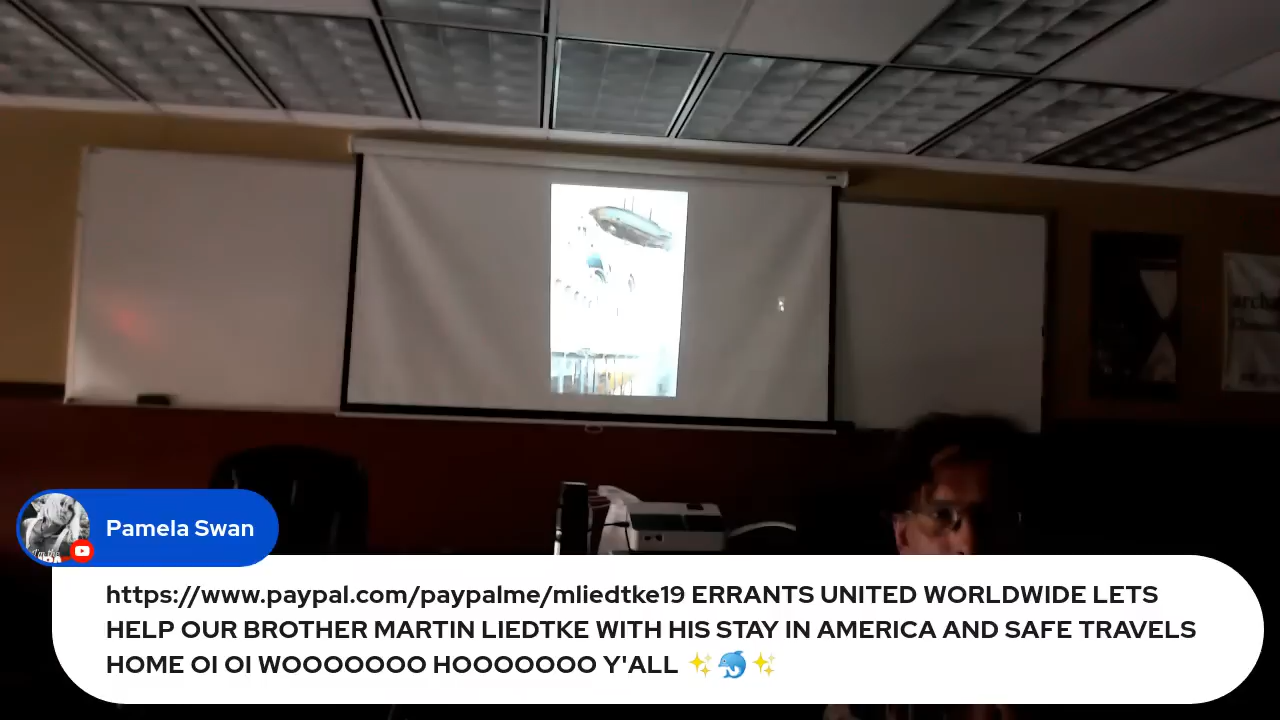 archa
Pamela Swan
https://www.paypal.com/paypalme/mliedtke19 ERRANTS UNITED WORLDWIDE LETS
HELP OUR BROTHER MARTIN LIEDTKE WITH HIS STAY IN AMERICA AND SAFE TRAVELS
HOME OI OI WOOOOOOO HOOOOOOO Y'ALL ✨🐬✨